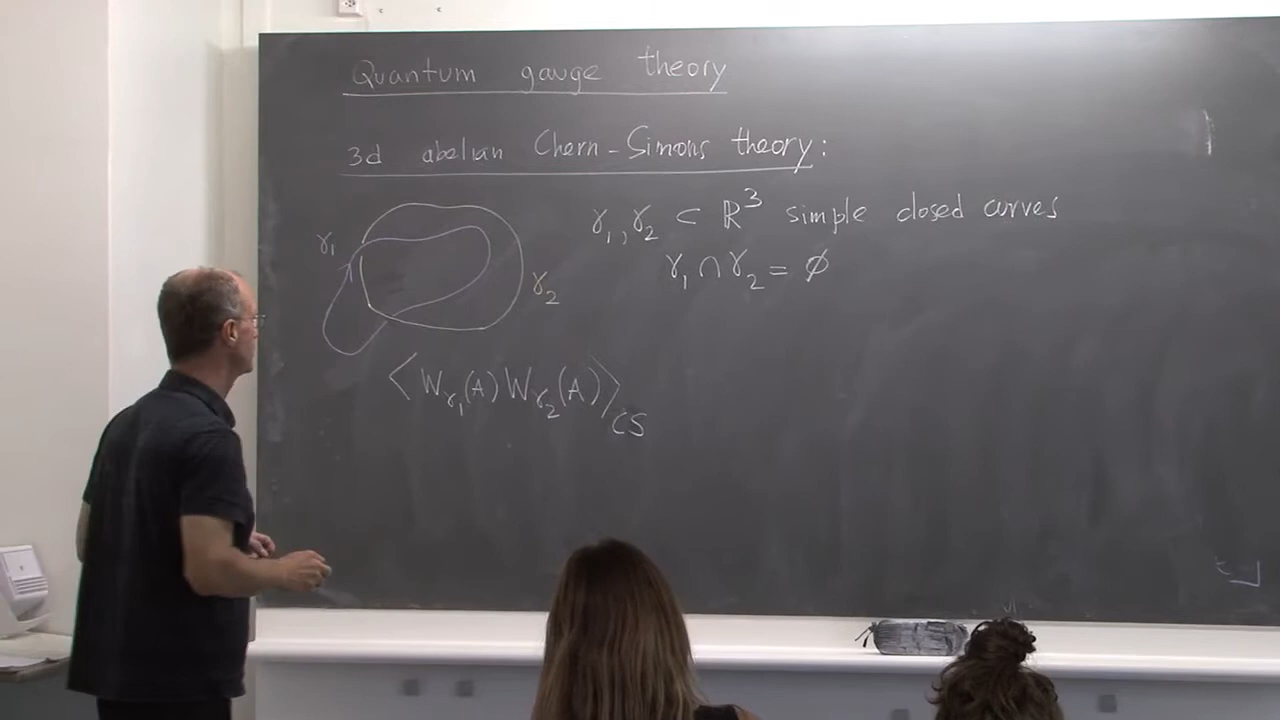 Quantum gauge theory
3d abelian Chern-Simons theory:
γ₁ γ₂
γ₁, γ₂ ⊂ ℝ³ simple closed curves
γ₁ ∩ γ₂ = ∅
⟨W_γ₁(A) W_γ₂(A)⟩_CS